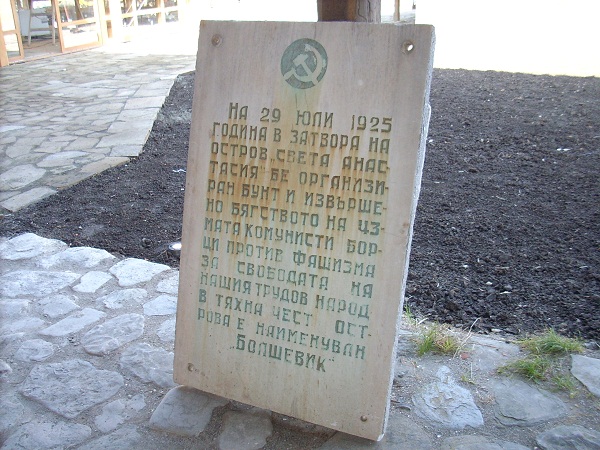 НА 29 ЮЛИ 1925
ГОДИНА В ЗАТВОРА НА
ОСТРОВ „СВЕТА АНАС-
ТАСИЯ" БЕ ОРГАНИЗИ-
РАН БУНТ И ИЗВЪРШЕ-
НО БЯГСТВОТО НА 43-
МАТА КОМУНИСТИ БОР-
ЦИ ПРОТИВ ФАШИЗМА
ЗА СВОБОДАТА НА
НАШИЯ ТРУДОВ НАРОД
В ТЯХНА ЧЕСТ ОСТ-
РОВА Е НАИМЕНУВАН
„БОЛШЕВИК"